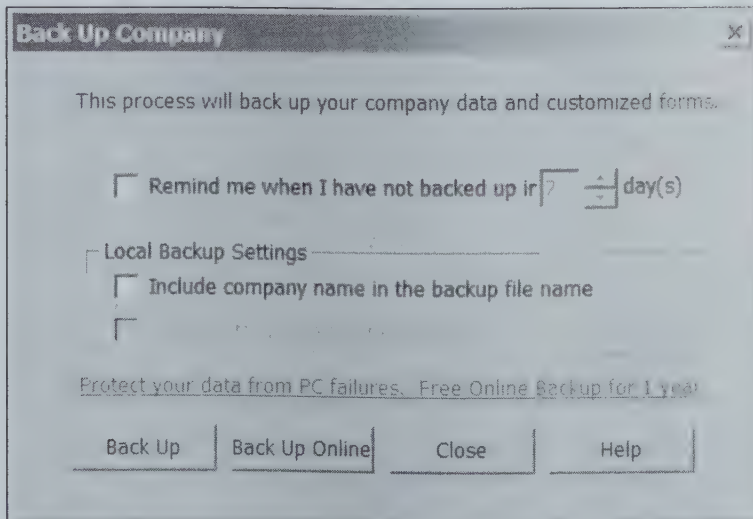 Back Up Company
This process will back up your company data and customized forms.
Remind me when I have not backed up in 7 day(s)
Local Backup Settings
Include company name in the backup file name
Protect your data from PC failures. Free Online Backup for 1 year
Back Up
Back Up Online
Close
Help